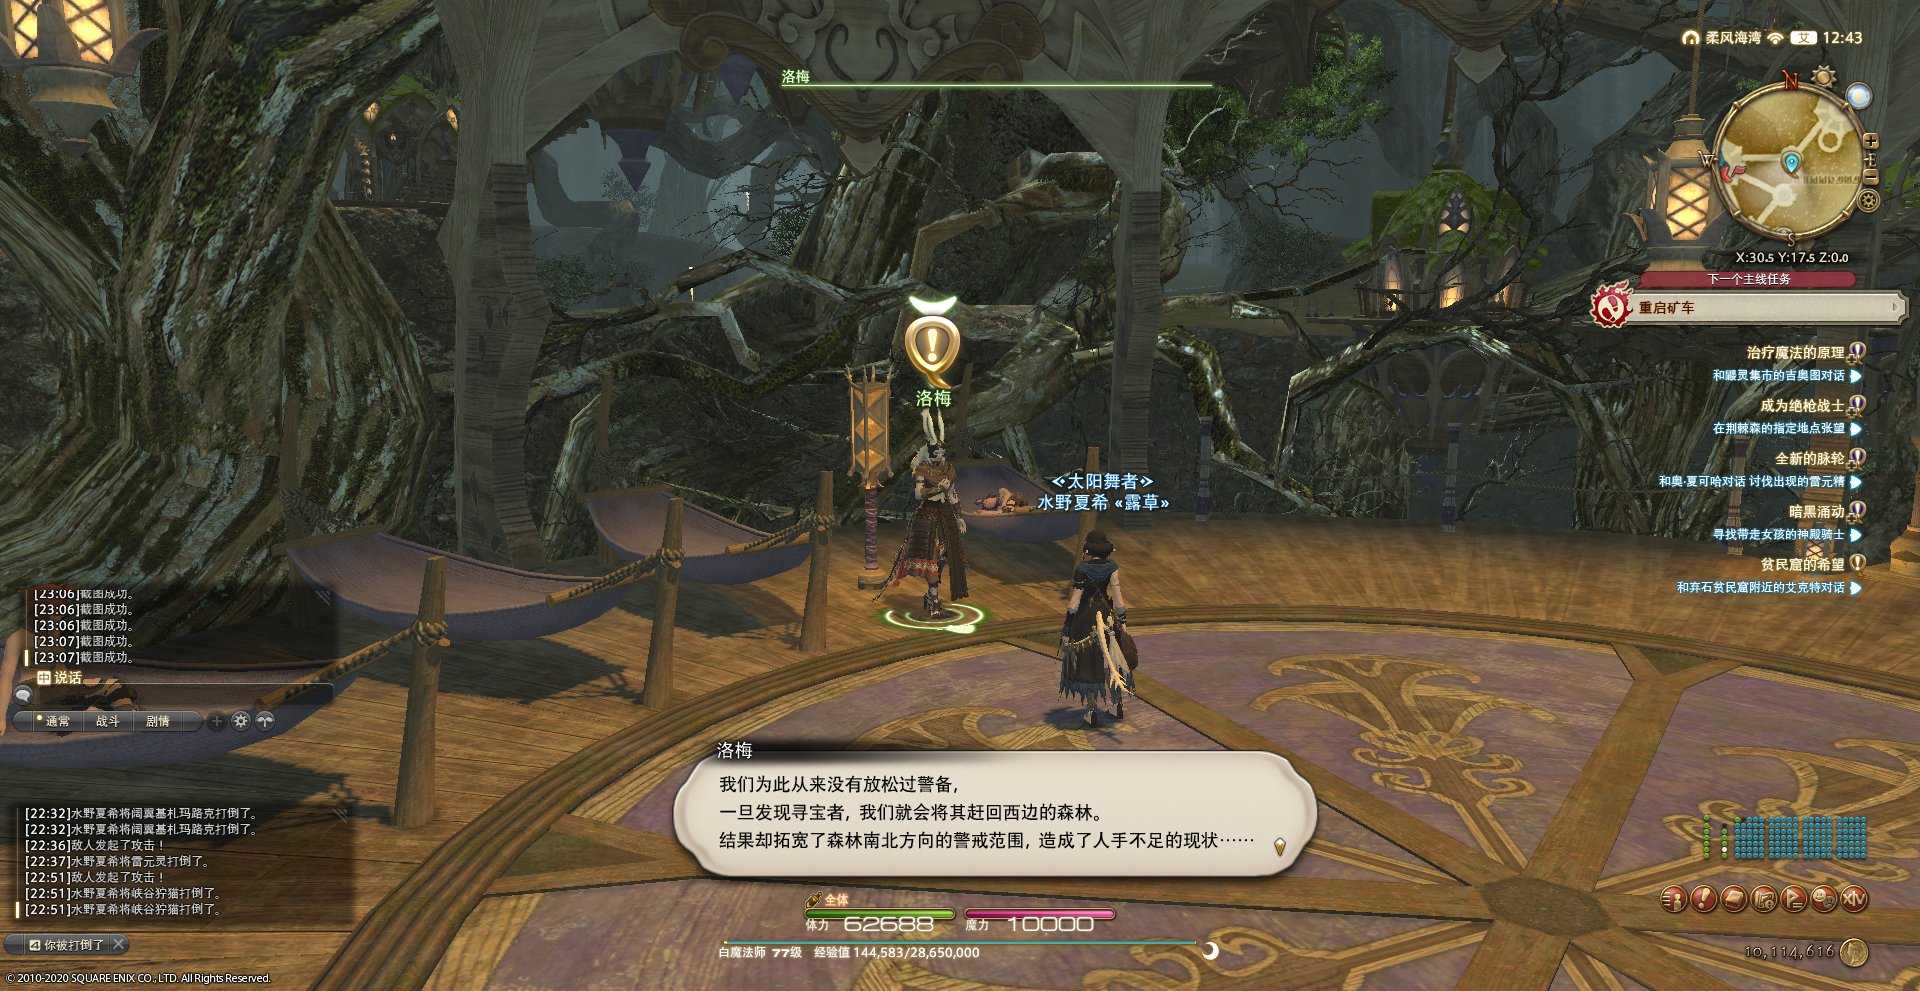 洛梅
柔风海湾 艾 12:43
N
W
E
S
X:30.5 Y:17.5 Z:0.0
下一个主线任务
重启矿车
治疗魔法的原理
和鼹灵集市的吉奥图对话
成为绝枪战士
在荆棘森的指定地点张望
全新的脉轮
和奥·夏可哈对话 讨伐出现的雷元精
暗黑涌动
寻找带走女孩的神殿骑士
贫民窟的希望
和弃石贫民窟附近的艾克特对话
洛梅
太阳舞者
水野夏希 «露草»
[23:06]截图成功。
[23:06]截图成功。
[23:06]截图成功。
[23:07]截图成功。
[23:07]截图成功。
说话
通常 战斗 剧情
洛梅
我们为此从来没有放松过警备,
一旦发现寻宝者, 我们就会将其赶回西边的森林。
结果却拓宽了森林南北方向的警戒范围, 造成了人手不足的现状……
[22:32]水野夏希将阔翼基札玛路克打倒了。
[22:32]水野夏希将阔翼基札玛路克打倒了。
[22:36]敌人发起了攻击！
[22:37]水野夏希将雷元灵打倒了。
[22:51]敌人发起了攻击！
[22:51]水野夏希将峡谷狞猫打倒了。
[22:51]水野夏希将峡谷狞猫打倒了。
4 你被打倒了
全体
体力 62688 魔力 10000
白魔法师 77级 经验值 144,583/28,650,000
XIV
10,114,616
© 2010-2020 SQUARE ENIX CO., LTD. All Rights Reserved.